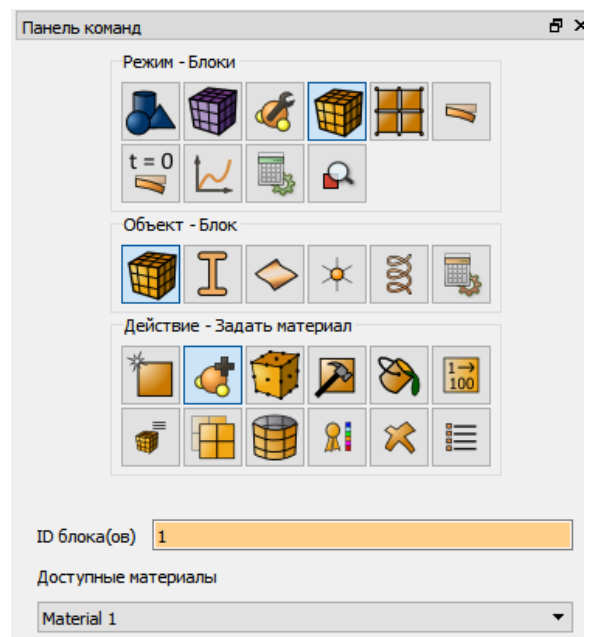 Панель команд
Режим - Блоки
t = 0
Объект - Блок
Действие - Задать материал
1→
100
ID блока(ов) 1
Доступные материалы
Material 1